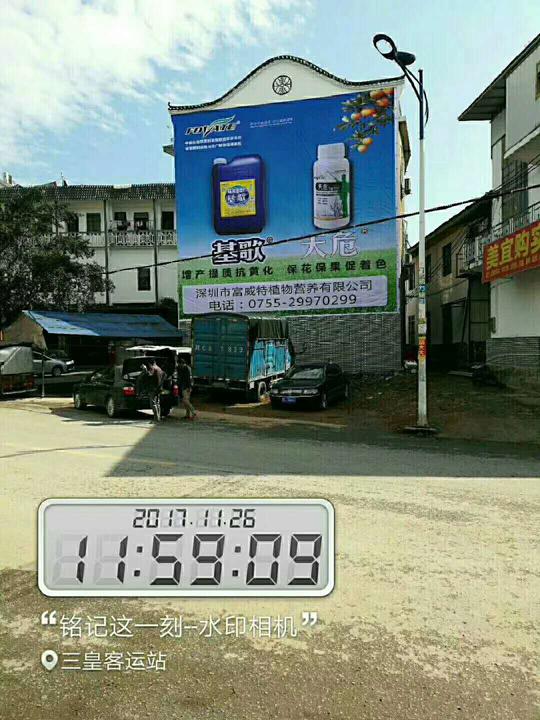 FOVATE®
基歌®
大危®
增产提质抗黄化 保花保果促着色
深圳市富威特植物营养有限公司
电话：0755-29970299
美宜购
2017.11.26
11:59:09
“铭记这一刻--水印相机”
三皇客运站